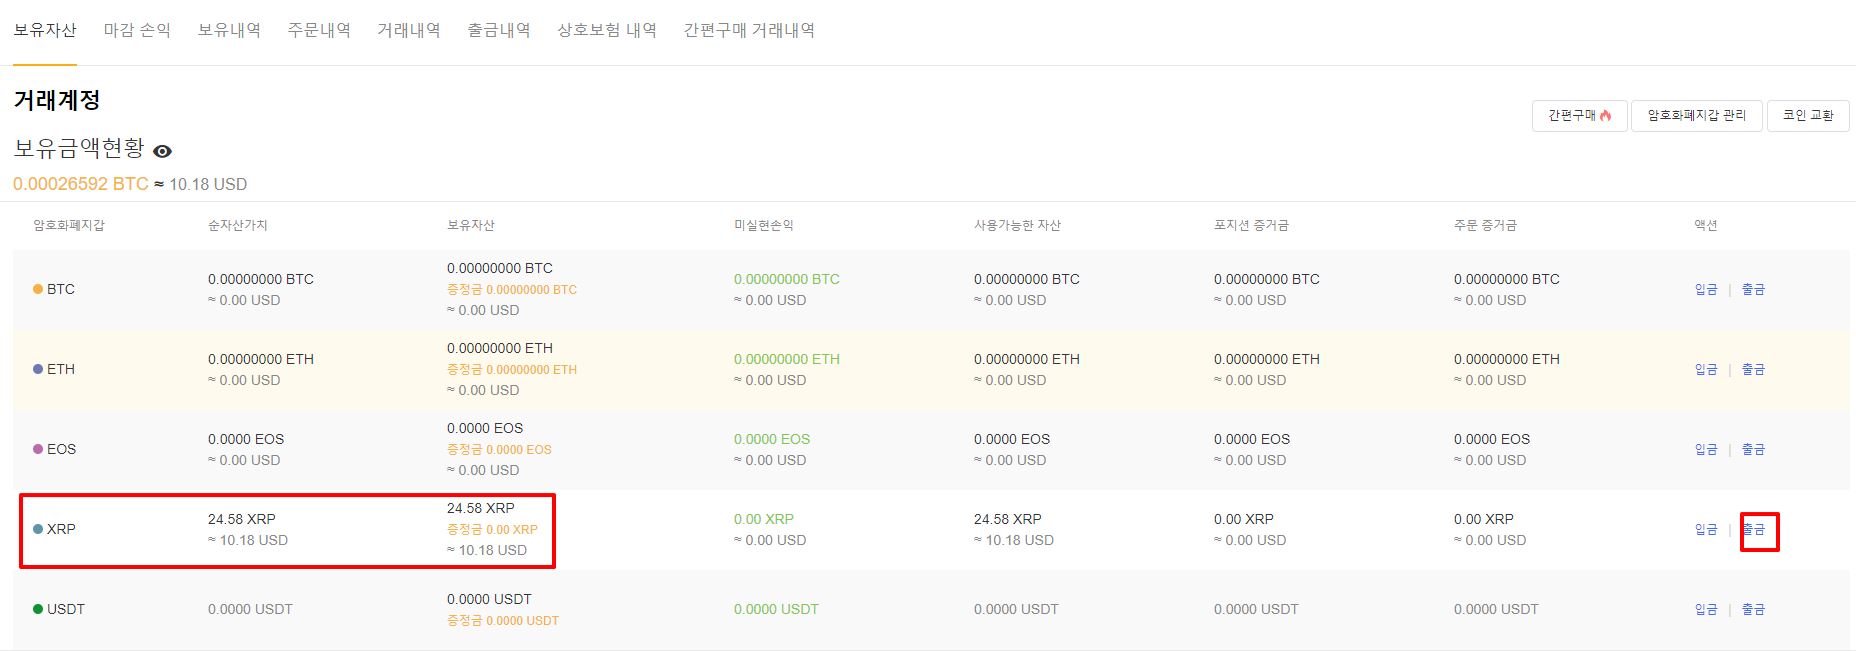 보유자산 마감 손익 보유내역 주문내역 거래내역 출금내역 상호보험 내역 간편구매 거래내역
거래계정
간편구매 암호화폐지갑 관리 코인 교환
보유금액현황
0.00026592 BTC ≈ 10.18 USD
암호화폐지갑 순자산가치 보유자산 미실현손익 사용가능한 자산 포지션 증거금 주문 증거금 액션
BTC
0.00000000 BTC
≈ 0.00 USD
0.00000000 BTC
증정금 0.00000000 BTC
≈ 0.00 USD
0.00000000 BTC
≈ 0.00 USD
0.00000000 BTC
≈ 0.00 USD
0.00000000 BTC
≈ 0.00 USD
0.00000000 BTC
≈ 0.00 USD
입금 | 출금
ETH
0.00000000 ETH
≈ 0.00 USD
0.00000000 ETH
증정금 0.00000000 ETH
≈ 0.00 USD
0.00000000 ETH
≈ 0.00 USD
0.00000000 ETH
≈ 0.00 USD
0.00000000 ETH
≈ 0.00 USD
0.00000000 ETH
≈ 0.00 USD
입금 | 출금
EOS
0.0000 EOS
≈ 0.00 USD
0.0000 EOS
증정금 0.0000 EOS
≈ 0.00 USD
0.0000 EOS
≈ 0.00 USD
0.0000 EOS
≈ 0.00 USD
0.0000 EOS
≈ 0.00 USD
0.0000 EOS
≈ 0.00 USD
입금 | 출금
XRP
24.58 XRP
≈ 10.18 USD
24.58 XRP
증정금 0.00 XRP
≈ 10.18 USD
0.00 XRP
≈ 0.00 USD
24.58 XRP
≈ 10.18 USD
0.00 XRP
≈ 0.00 USD
0.00 XRP
≈ 0.00 USD
입금 | 출금
USDT
0.0000 USDT
0.0000 USDT
증정금 0.0000 USDT
0.0000 USDT
0.0000 USDT
0.0000 USDT
0.0000 USDT
입금 | 출금